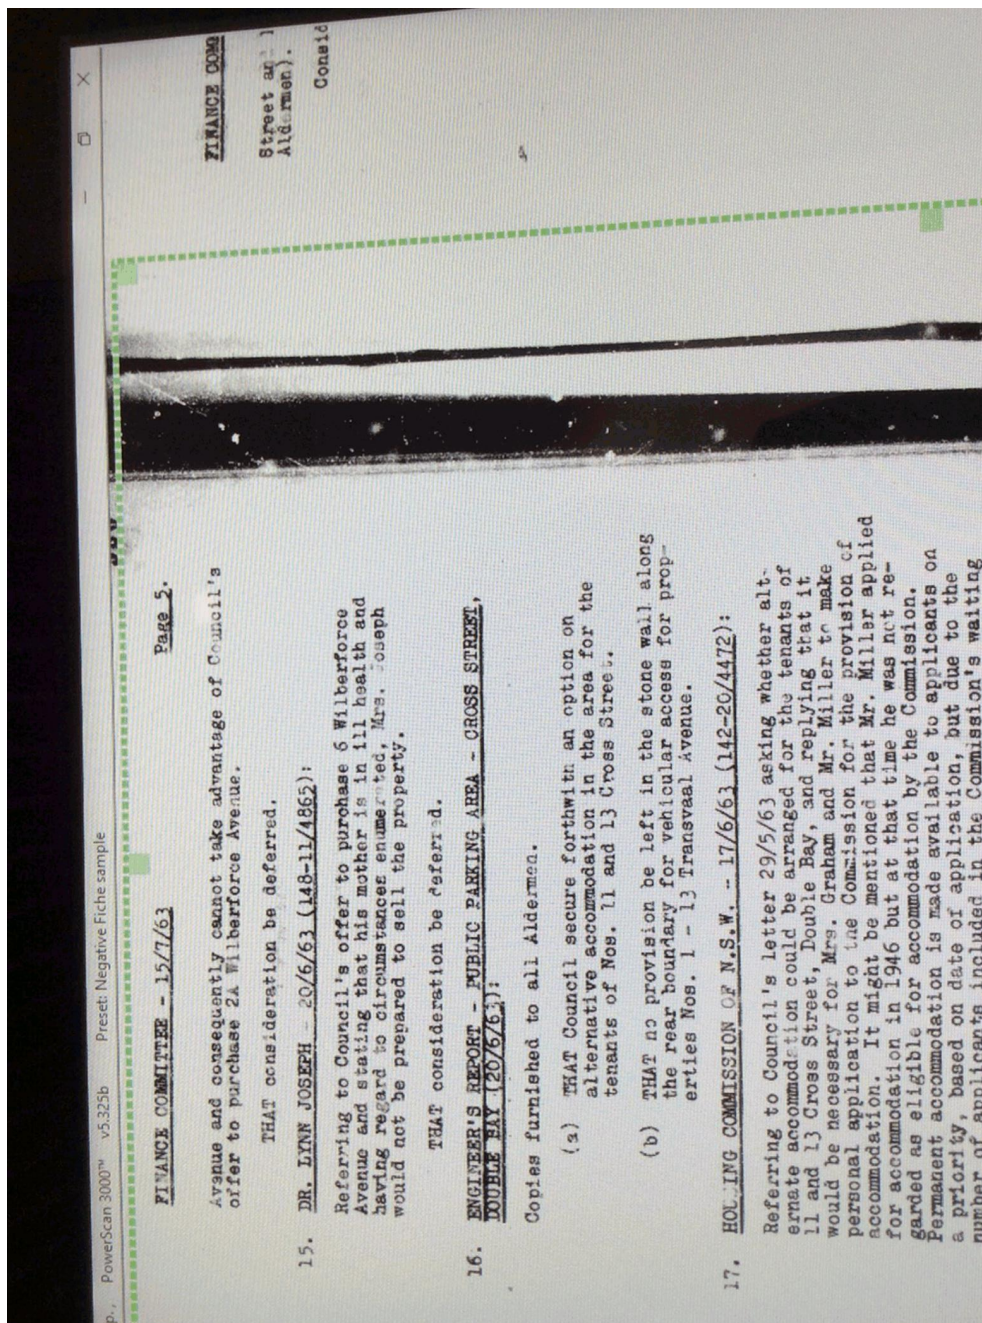 PowerScan 3000™ v5.325b Preset: Negative Fiche sample
FINANCE COMMITTEE - 15/7/63 Page 5.
Avenue and consequently cannot take advantage of Council's
offer to purchase 2A Wilberforce Avenue.
THAT consideration be deferred.
15. DR. LYNN JOSEPH - 20/6/63 (148-11/4865):
Referring to Council's offer to purchase 6 Wilberforce
Avenue and stating that his mother is in ill health and
having regard to circumstances enumerated, Mrs. Joseph
would not be prepared to sell the property.
THAT consideration be deferred.
16. ENGINEER'S REPORT - PUBLIC PARKING AREA - CROSS STREET,
DOUBLE BAY (20/6/63):
Copies furnished to all Aldermen.
(a) THAT Council secure forthwith an option on
alternative accommodation in the area for the
tenants of Nos. 11 and 13 Cross Street.
(b) THAT no provision be left in the stone wall along
the rear boundary for vehicular access for prop-
erties Nos. 1 - 13 Transvaal Avenue.
17. HOUSING COMMISSION OF N.S.W. -- 17/6/63 (142-20/4472):
Referring to Council's letter 29/5/63 asking whether alt-
ernate accommodation could be arranged for the tenants of
11 and 13 Cross Street, Double Bay, and replying that it
would be necessary for Mrs. Graham and Mr. Miller to make
personal application to the Commission for the provision of
accommodation. It might be mentioned that Mr. Miller applied
for accommodation in 1946 but at that time he was not re-
garded as eligible for accommodation by the Commission.
Permanent accommodation is made available to applicants on
a priority, based on date of application, but due to the
number of applicants included in the Commission's waiting
FINANCE COMM
Street and
Aldermen).
Consid